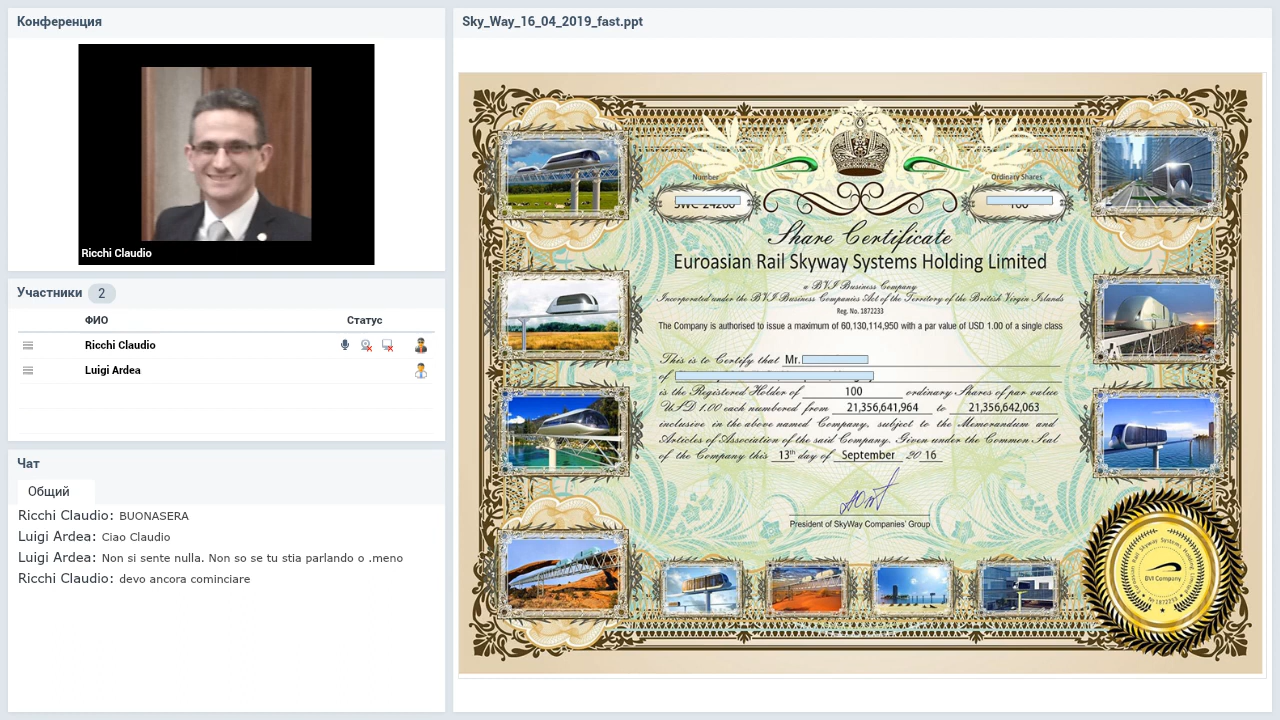 Конференция
Ricchi Claudio
Участники 2
ФИО Статус
Ricchi Claudio
Luigi Ardea
Чат
Общий
Ricchi Claudio: BUONASERA
Luigi Ardea: Ciao Claudio
Luigi Ardea: Non si sente nulla. Non so se tu stia parlando o .meno
Ricchi Claudio: devo ancora cominciare
Sky_Way_16_04_2019_fast.ppt
Number
Ordinary Shares
Share Certificate
Euroasian Rail Skyway Systems Holding Limited
a BVI Business Company
Incorporated under the BVI Business Companies Act of the Territory of the British Virgin Islands
Reg. No. 1872233
The Company is authorised to issue a maximum of 60,130,114,950 with a par value of USD 1.00 of a single class
This is to Certify that Mr.
of
is the Registered Holder of 100 ordinary Shares of par value
USD 1.00 each numbered from 21,356,641,964 to 21,356,642,063
inclusive in the above named Company, subject to the Memorandum and
Articles of Association of the said Company. Given under the Common Seal
of the Company this 13th day of September 20 16
President of SkyWay Companies' Group
BVI Company